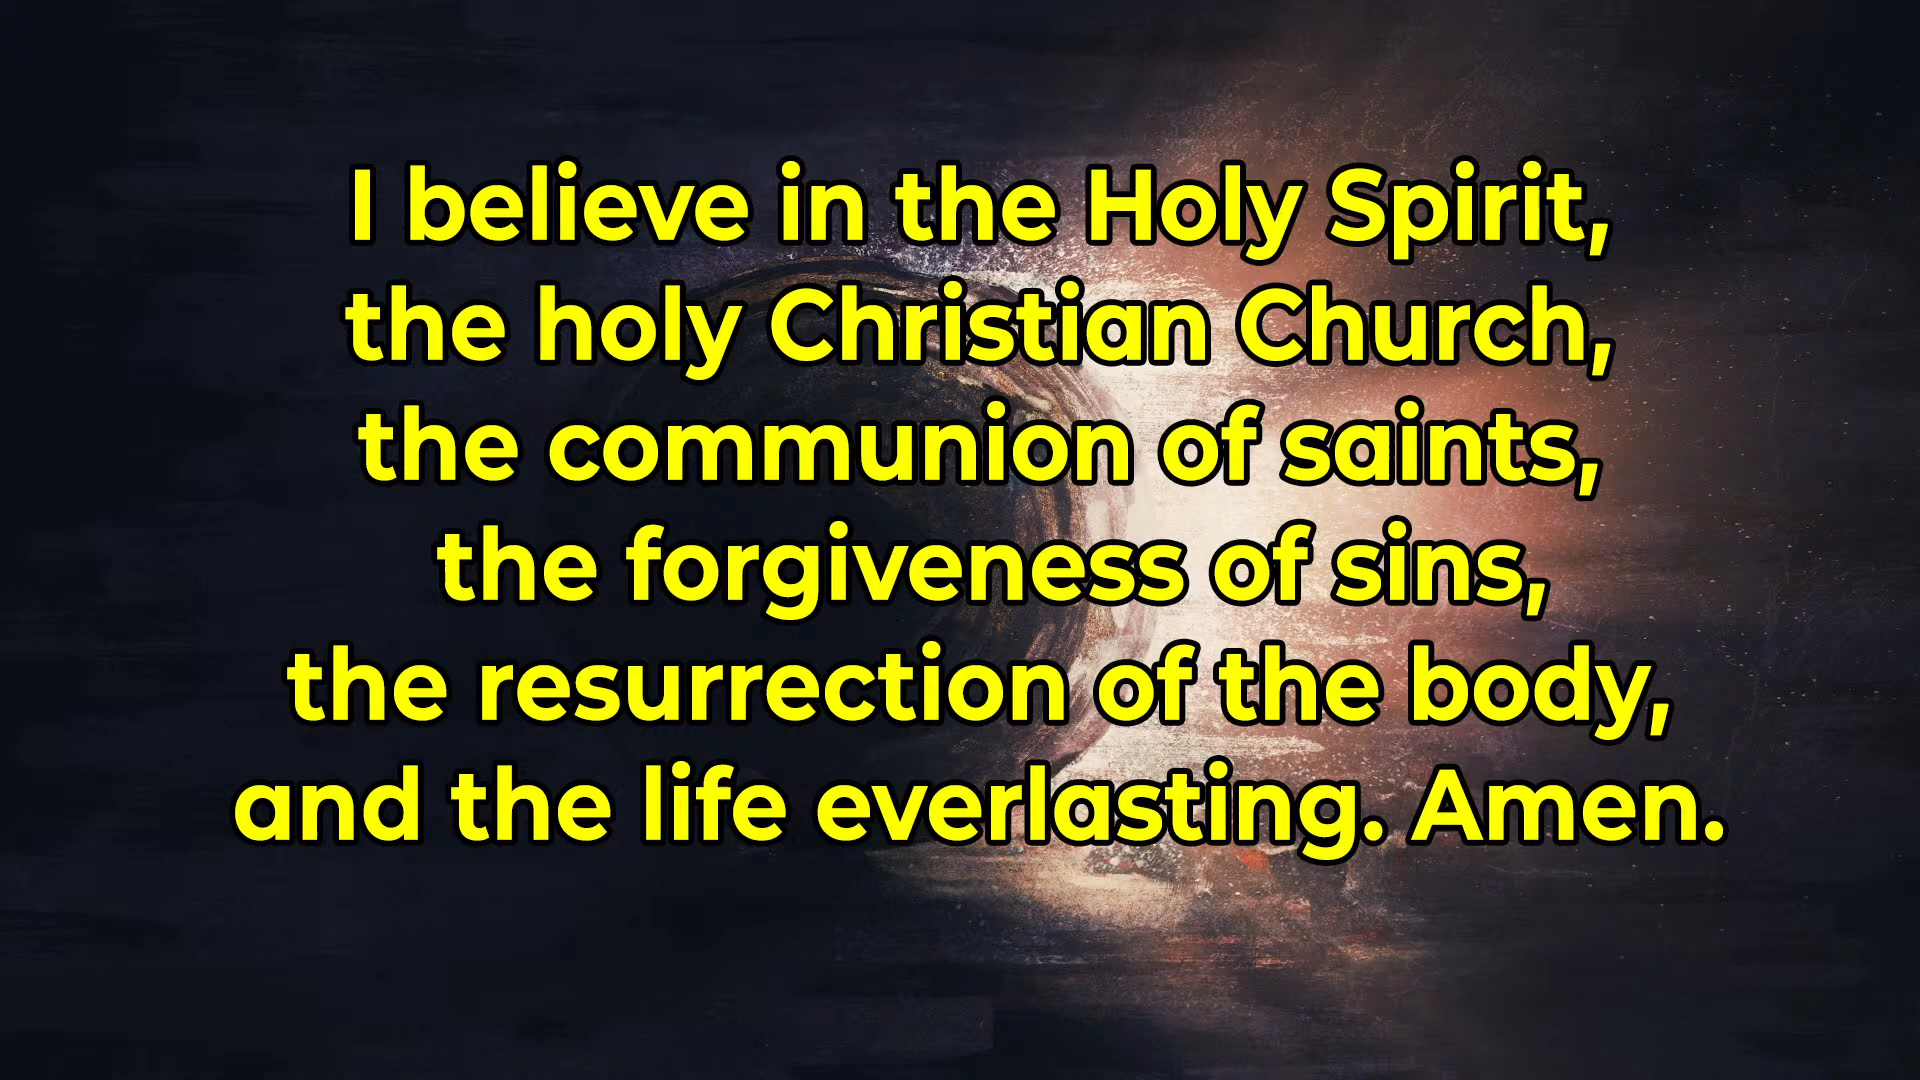 I believe in the Holy Spirit,
the holy Christian Church,
the communion of saints,
the forgiveness of sins,
the resurrection of the body,
and the life everlasting. Amen.